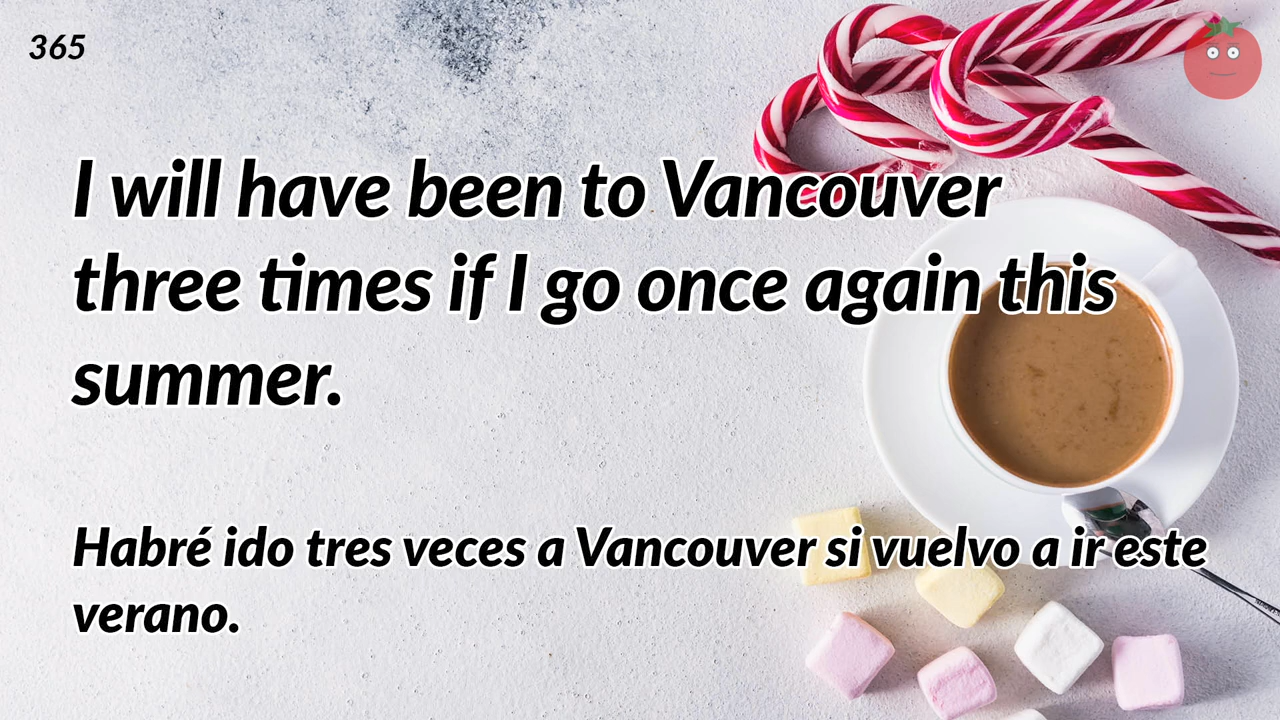 365
I will have been to Vancouver
three times if I go once again this
summer.
Habré ido tres veces a Vancouver si vuelvo a ir este
verano.